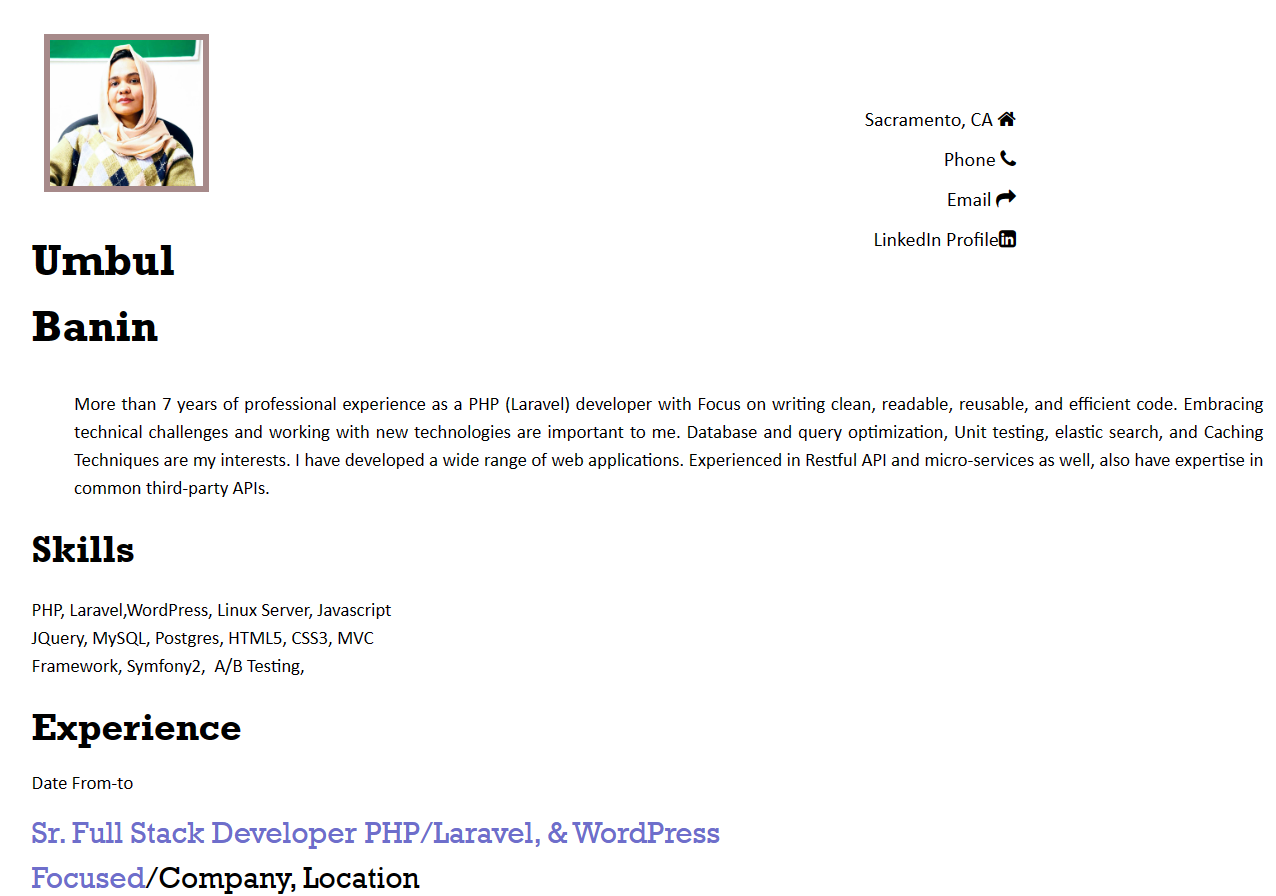 Sacramento, CA
Phone
Email
LinkedIn Profile
Umbul
Banin
More than 7 years of professional experience as a PHP (Laravel) developer with Focus on writing clean, readable, reusable, and efficient code. Embracing
technical challenges and working with new technologies are important to me. Database and query optimization, Unit testing, elastic search, and Caching
Techniques are my interests. I have developed a wide range of web applications. Experienced in Restful API and micro-services as well, also have expertise in
common third-party APIs.
Skills
PHP, Laravel,WordPress, Linux Server, Javascript
JQuery, MySQL, Postgres, HTML5, CSS3, MVC
Framework, Symfony2,  A/B Testing,
Experience
Date From-to
Sr. Full Stack Developer PHP/Laravel, & WordPress
Focused/Company, Location